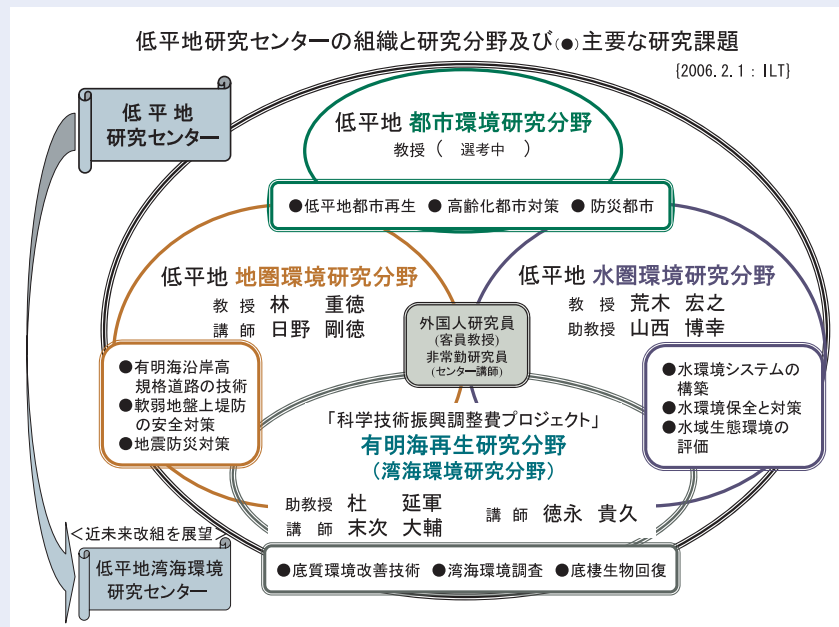 低平地研究センターの組織と研究分野及び(●)主要な研究課題
{2006.2.1 : ILT}
低平地
研究センター
低平地 都市環境研究分野
教授 ( 選考中 )
●低平地都市再生 ●高齢化都市対策 ●防災都市
低平地 地圏環境研究分野
教 授 林 重徳
講 師 日野 剛徳
低平地 水圏環境研究分野
教 授 荒木 宏之
助教授 山西 博幸
外国人研究員
(客員教授)
非常勤研究員
(センター講師)
●有明海沿岸高
規格道路の技術
●軟弱地盤上堤防
の安全対策
●地震防災対策
●水環境システムの
構築
●水環境保全と対策
●水域生態環境の
評価
「科学技術振興調整費プロジェクト」
有明海再生研究分野
(湾海環境研究分野)
助教授 杜 延軍
講 師 末次 大輔
講 師 徳永 貴久
●底質環境改善技術 ●湾海環境調査 ●底棲生物回復
<近未来改組を展望>
低平地湾海環境
研究センター